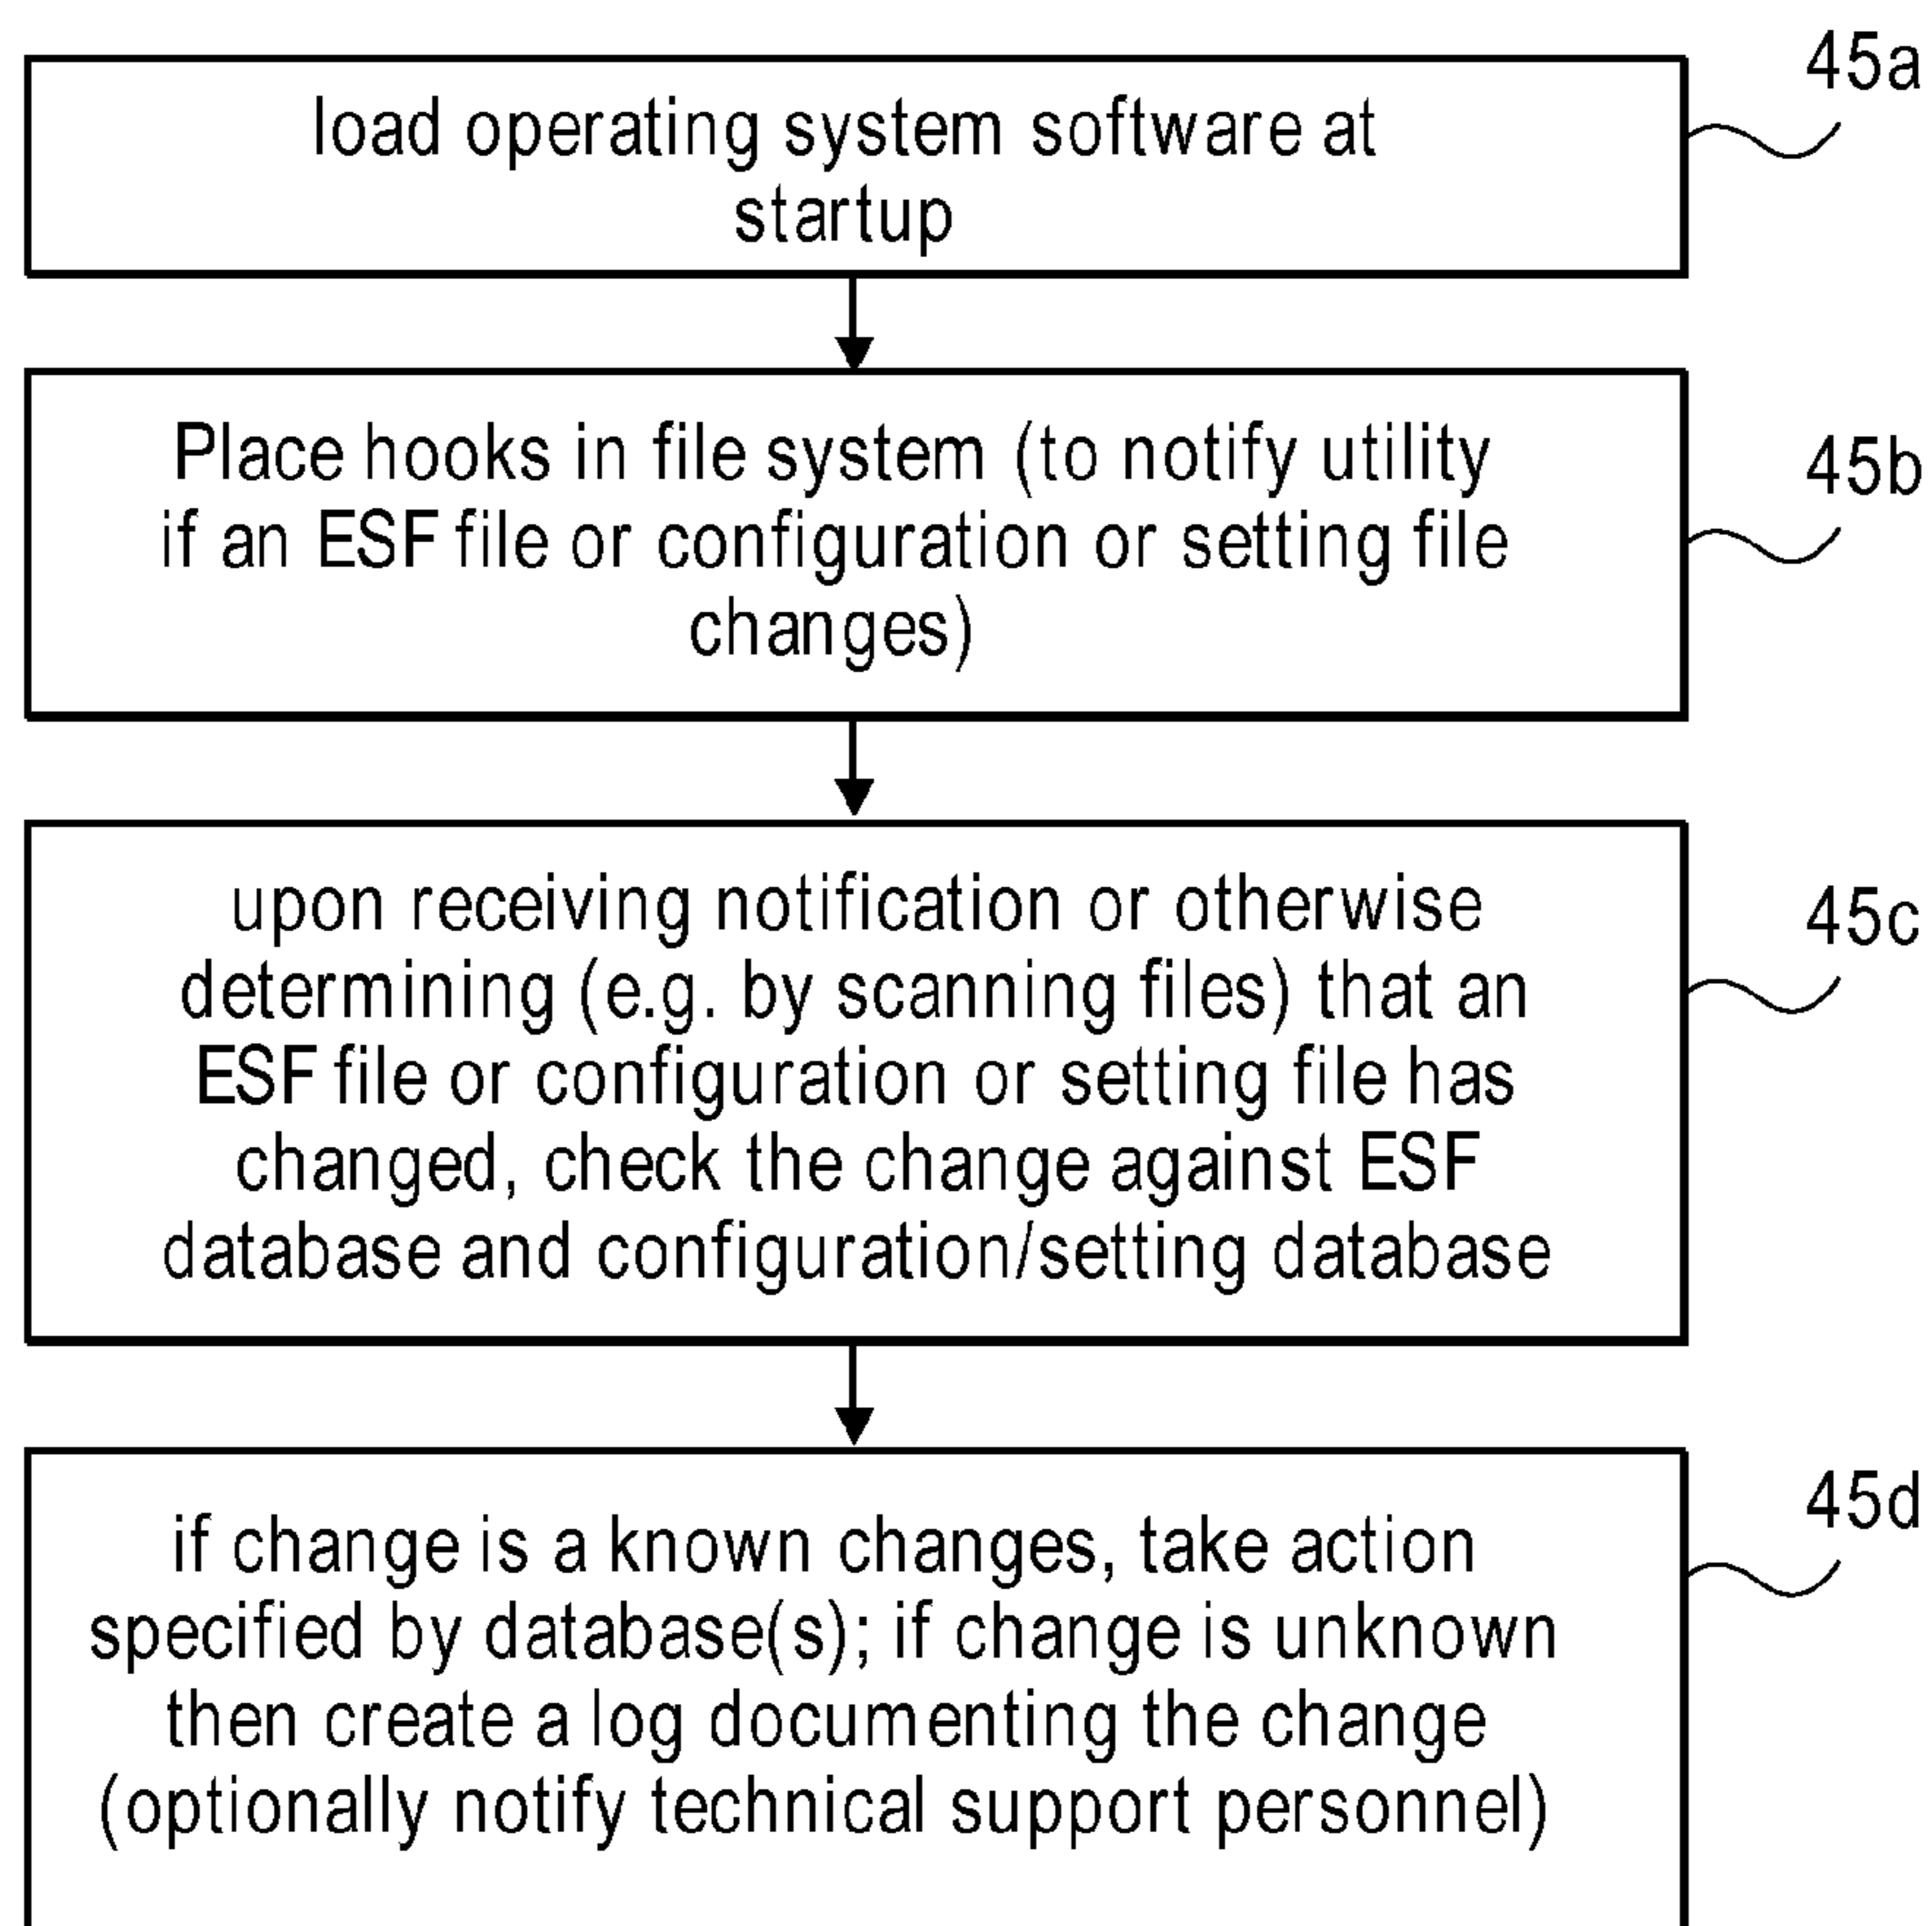 45a
load operating system software at
startup
Place hooks in file system (to notify utility
if an ESF file or configuration or setting file
changes)
45b
upon receiving notification or otherwise
determining (e.g. by scanning files) that an
ESF file or configuration or setting file has
changed, check the change against ESF
database and configuration/setting database
45c
if change is a known changes, take action
specified by database(s); if change is unknown
then create a log documenting the change
(optionally notify technical support personnel)
45d